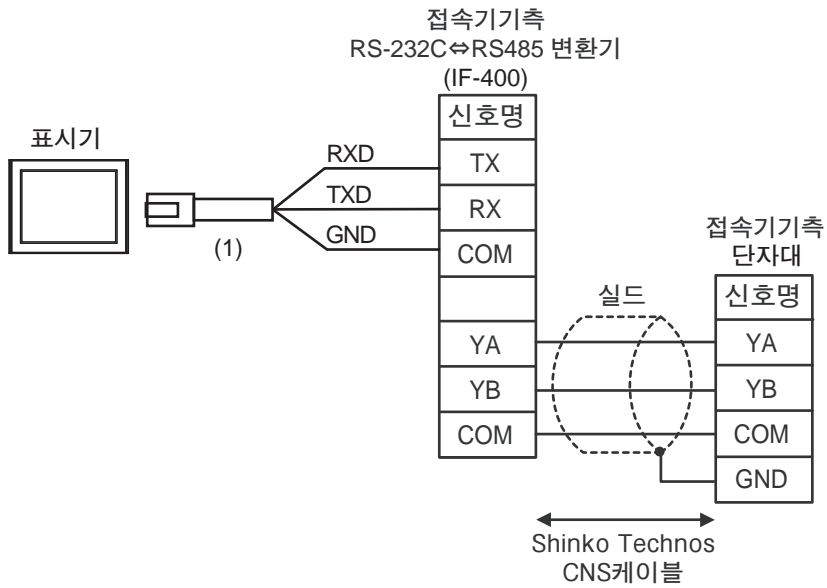 접속기기측
RS-232C⇔RS485 변환기
(IF-400)
신호명
표시기
RXD
TX
TXD
RX
(1)
GND
COM
접속기기측
단자대
실드
신호명
YA
YA
YB
YB
COM
COM
GND
Shinko Technos
CNS케이블